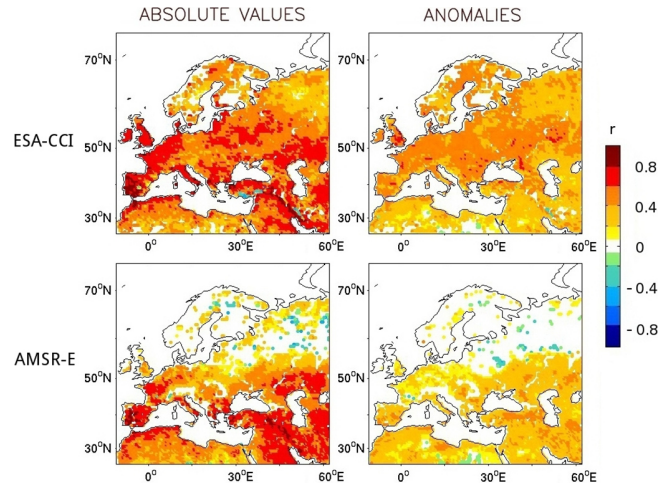 ABSOLUTE VALUES ANOMALIES
70°N 70°N
ESA-CCI 50°N 50°N
30°N 30°N
0° 30°E 60°E 0° 30°E 60°E
r
0.8
0.4
0
- 0.4
- 0.8
70°N 70°N
AMSR-E 50°N 50°N
30°N 30°N
0° 30°E 60°E 0° 30°E 60°E